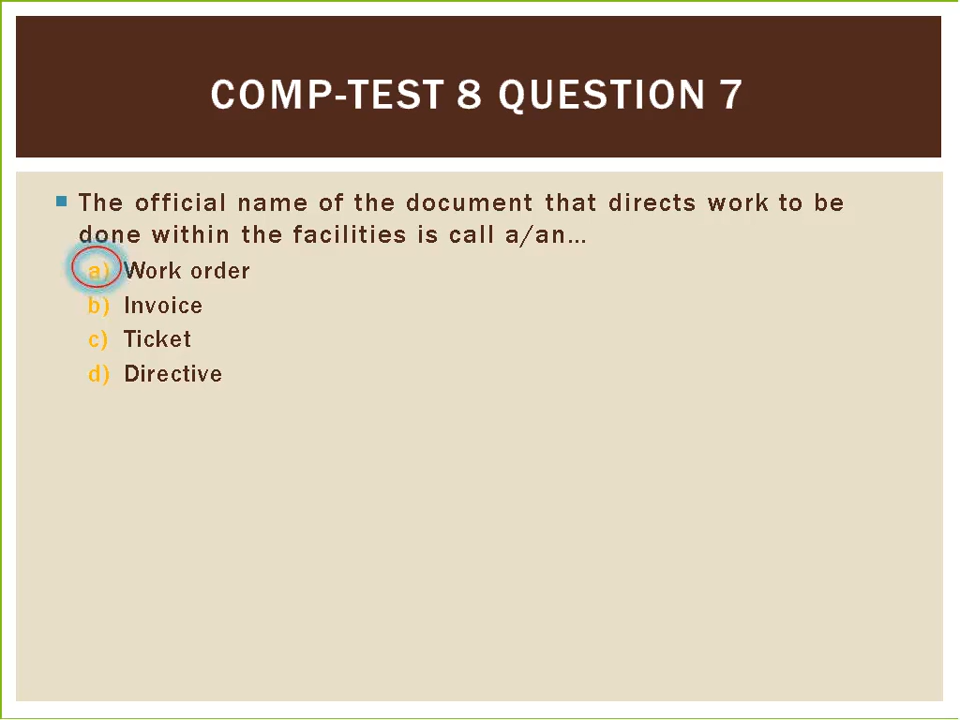 COMP-TEST 8 QUESTION 7
The official name of the document that directs work to be
done within the facilities is call a/an…
a) Work order
b) Invoice
c) Ticket
d) Directive